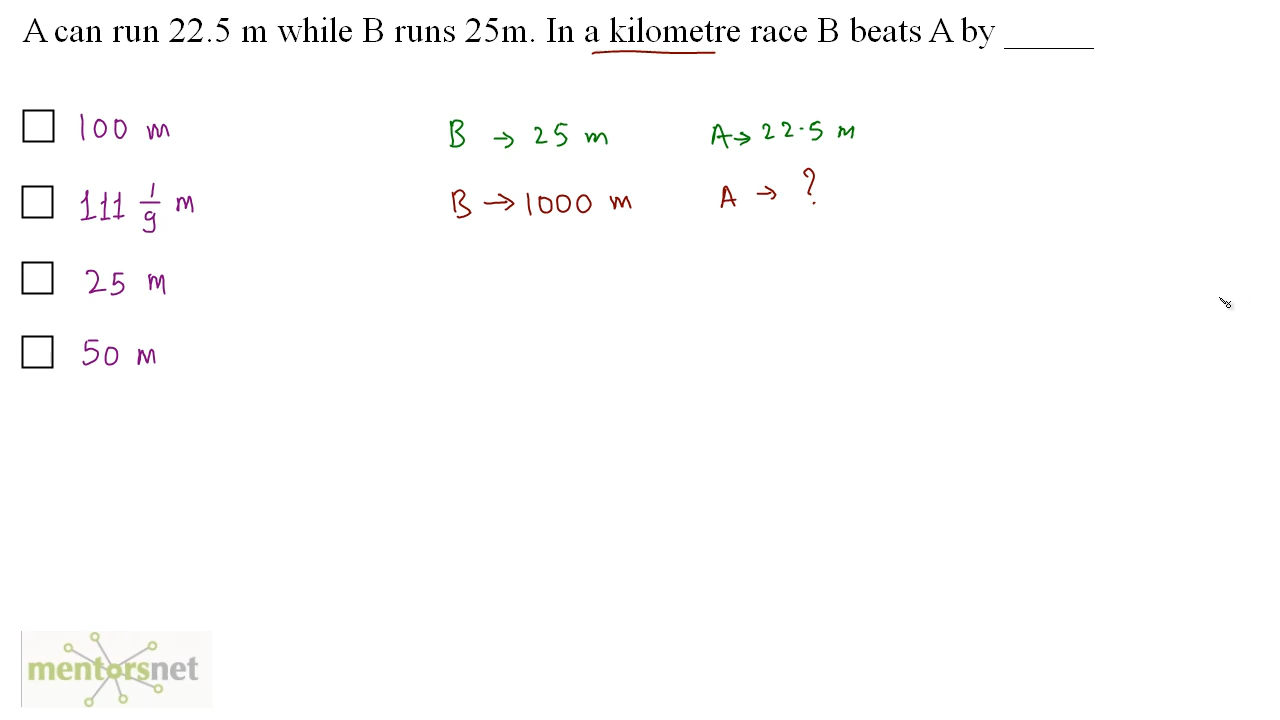 A can run 22.5 m while B runs 25m. In a kilometre race B beats A by ______
100 m
B → 25 m A → 22.5 m
111 1/9 m
B → 1000 m A → ?
25 m
50 m
mentorsnet